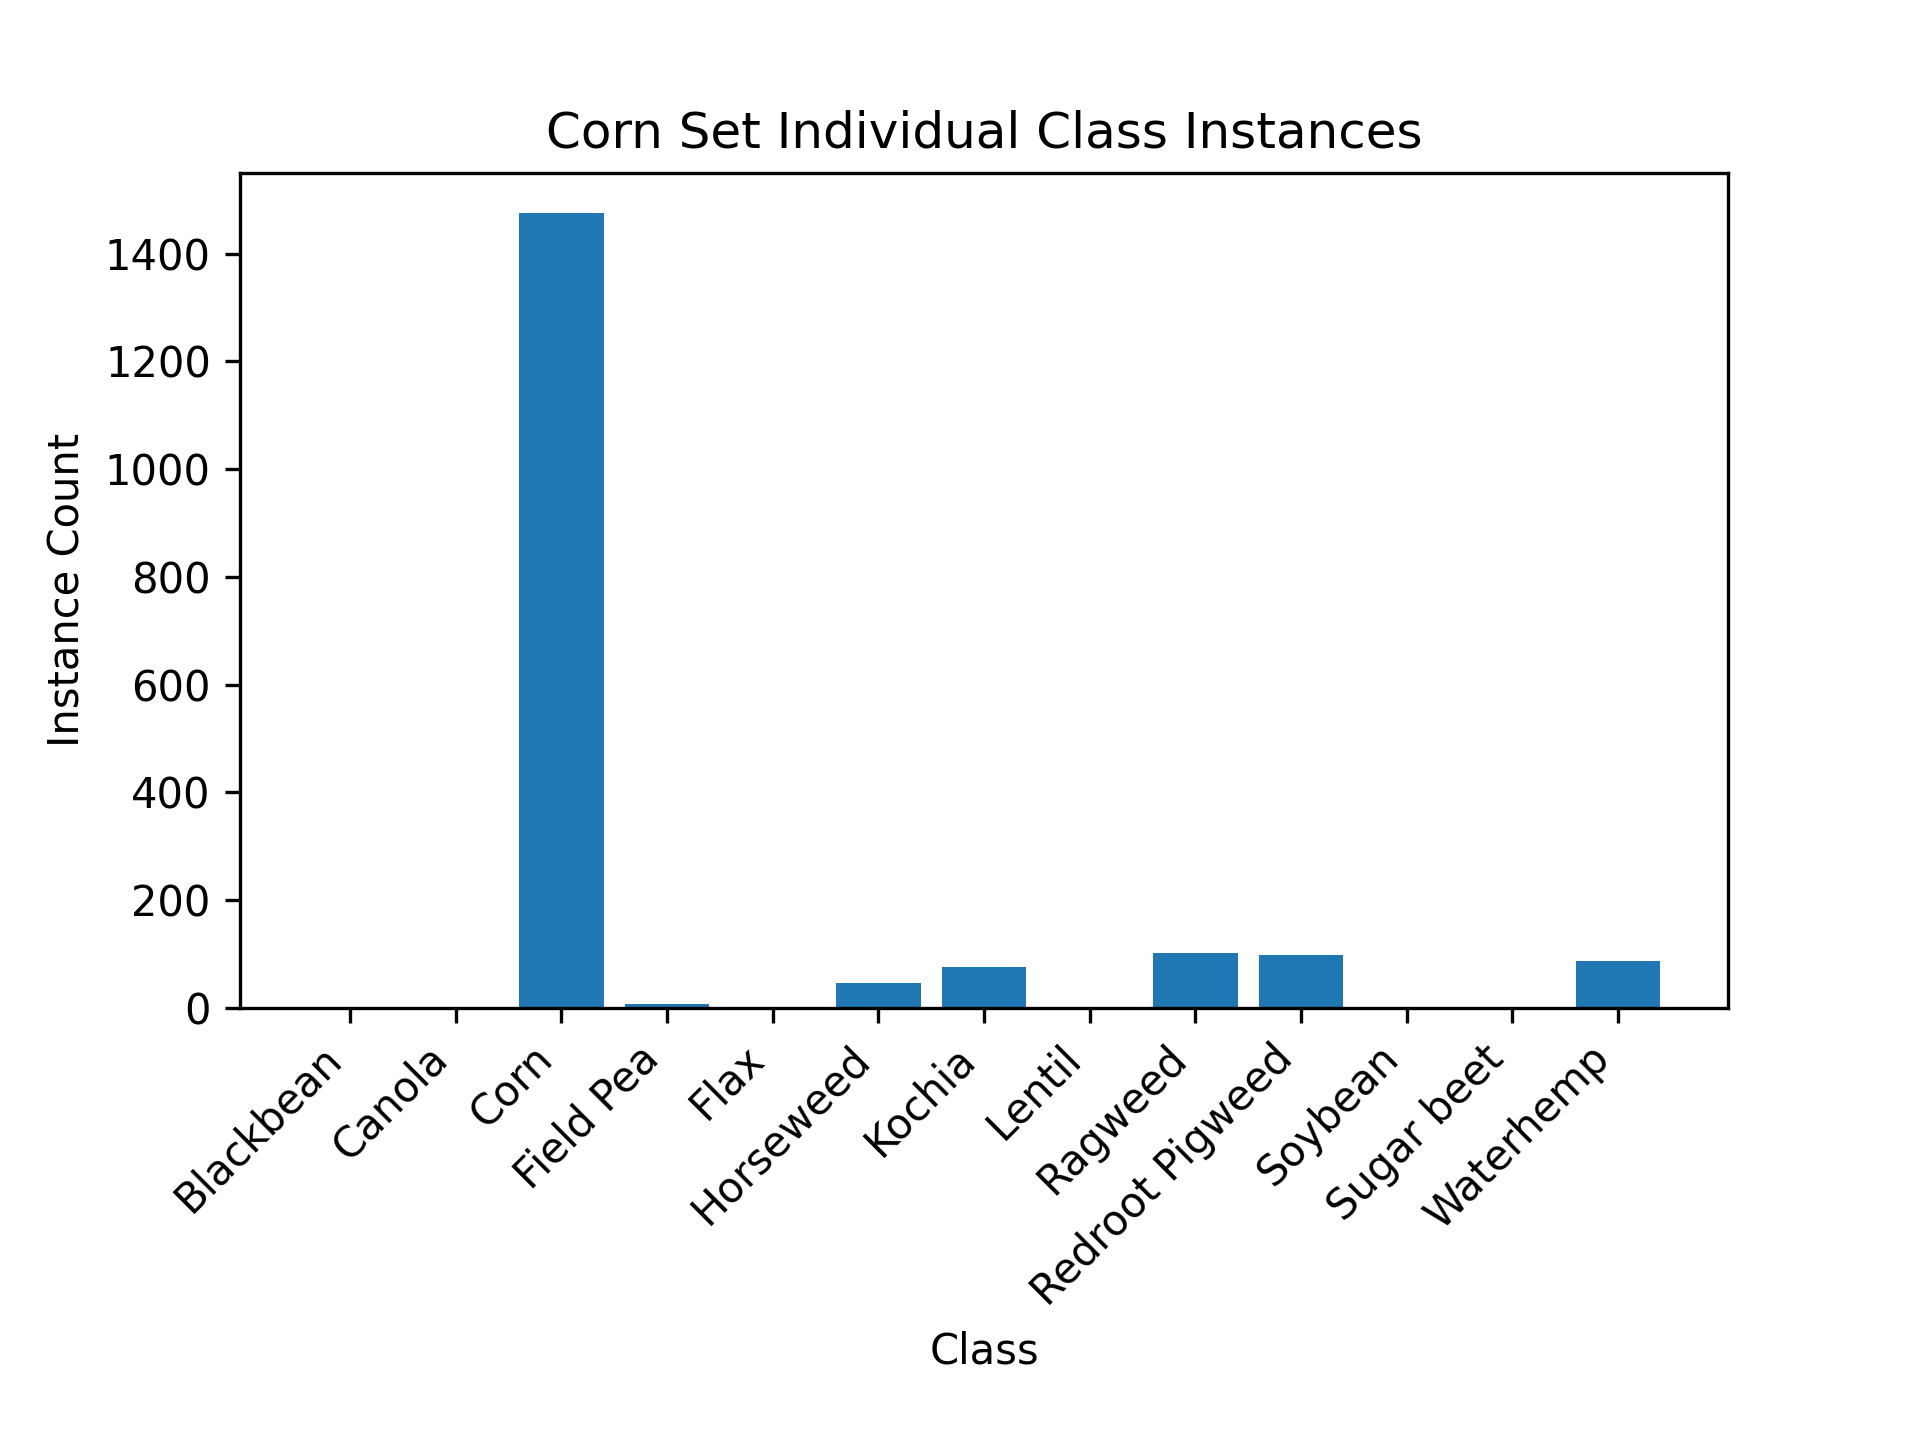 Corn Set Individual Class Instances
Instance Count
1400
1200
1000
800
600
400
200
0
Blackbean
Canola
Corn
Field Pea
Flax
Horseweed
Kochia
Lentil
Ragweed
Redroot Pigweed
Soybean
Sugar beet
Waterhemp
Class